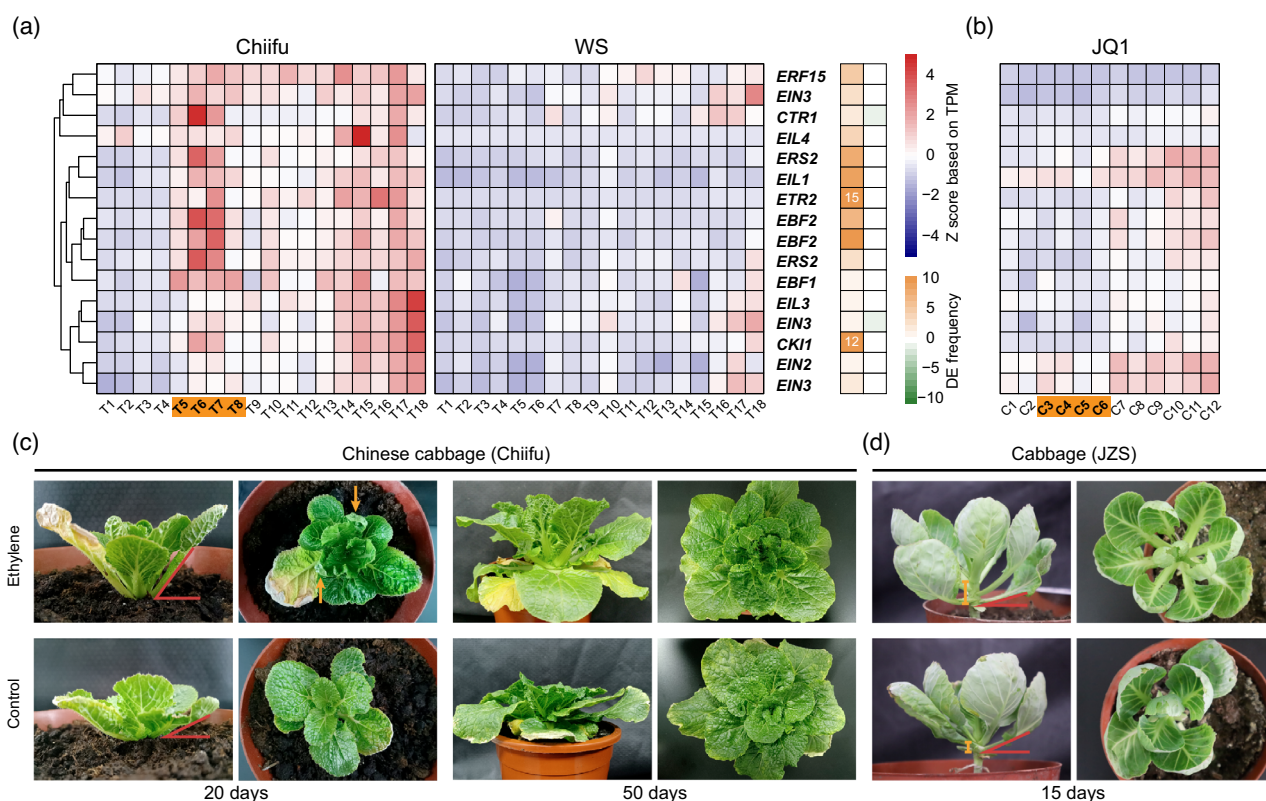 (a)
Chiifu
WS
ERF15
EIN3
CTR1
EIL4
ERS2
EIL1
ETR2
EBF2
EBF2
ERS2
EBF1
EIL3
EIN3
CKI1
EIN2
EIN3
15
12
T1 T2 T3 T4 T5 T6 T7 T8 T9 T10 T11 T12 T13 T14 T15 T16 T17 T18
T1 T2 T3 T4 T5 T6 T7 T8 T9 T10 T11 T12 T13 T14 T15 T16 T17 T18
4
2
0
−2
−4
Z score based on TPM
10
5
0
−5
−10
DE frequency
(b)
JQ1
C1 C2 C3 C4 C5 C6 C7 C8 C9 C10 C11 C12
(c)
Chinese cabbage (Chiifu)
Ethylene
Control
20 days
50 days
(d)
Cabbage (JZS)
15 days